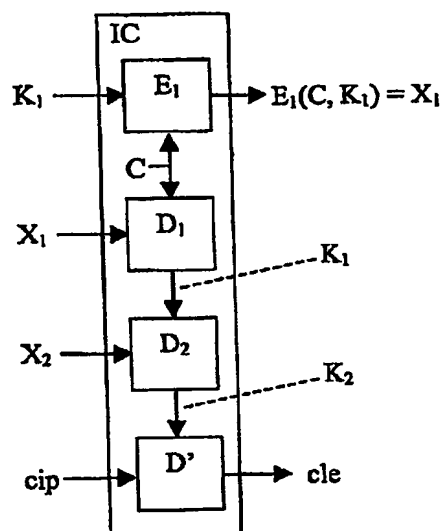 IC
K₁ E₁ E₁(C, K₁) = X₁
C
X₁ D₁
K₁
X₂ D₂
K₂
cip D' cle